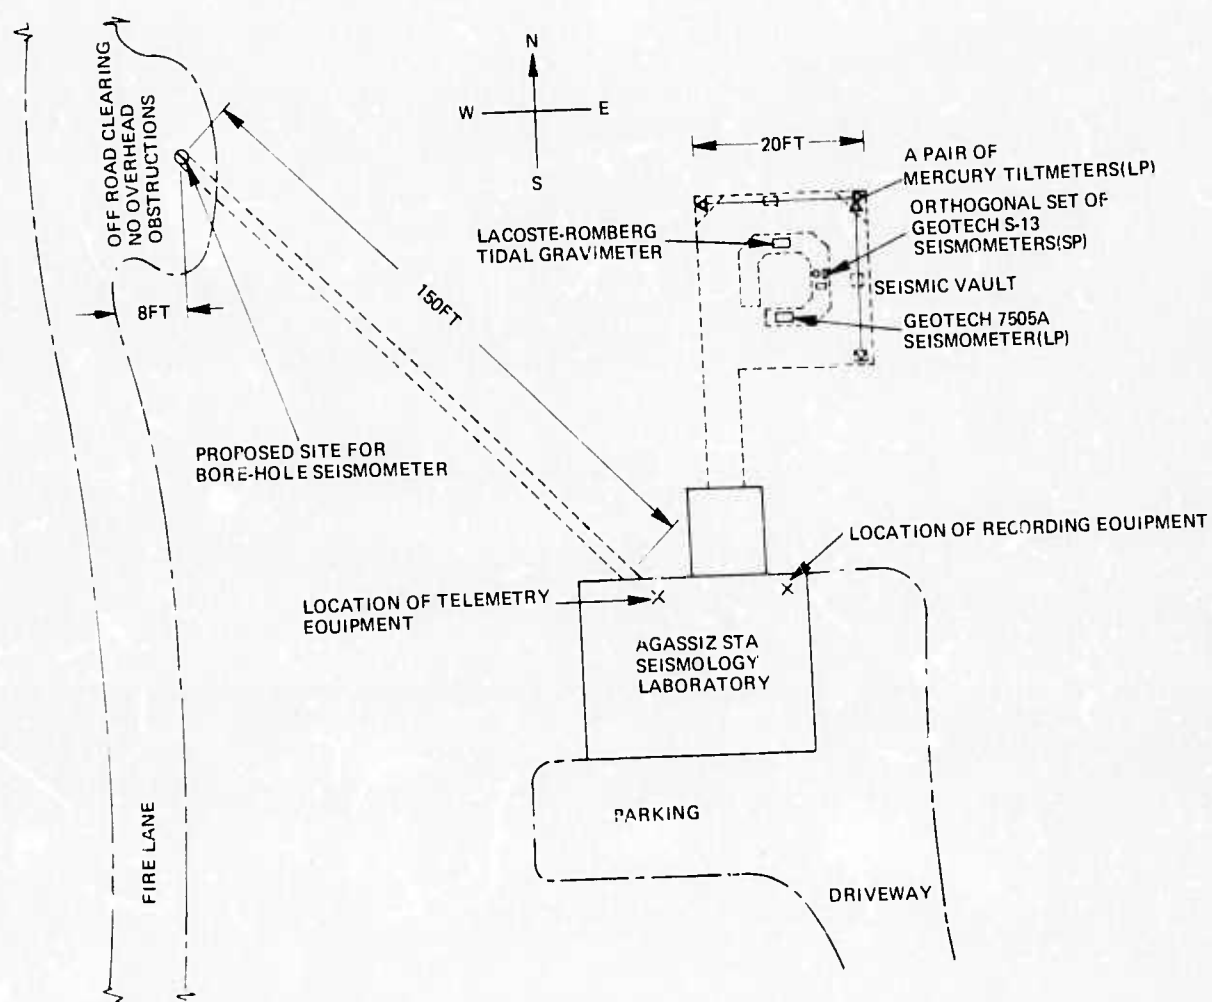 OFF ROAD CLEARING
NO OVERHEAD
OBSTRUCTIONS
N
W
E
S
20FT
A PAIR OF
MERCURY TILTMETERS(LP)
ORTHOGONAL SET OF
GEOTECH S-13
SEISMOMETERS(SP)
LACOSTE-ROMBERG
TIDAL GRAVIMETER
SEISMIC VAULT
8FT
150FT
GEOTECH 7505A
SEISMOMETER(LP)
PROPOSED SITE FOR
BORE-HOLE SEISMOMETER
LOCATION OF RECORDING EQUIPMENT
LOCATION OF TELEMETRY
EQUIPMENT
AGASSIZ STA
SEISMOLOGY
LABORATORY
PARKING
FIRE LANE
DRIVEWAY